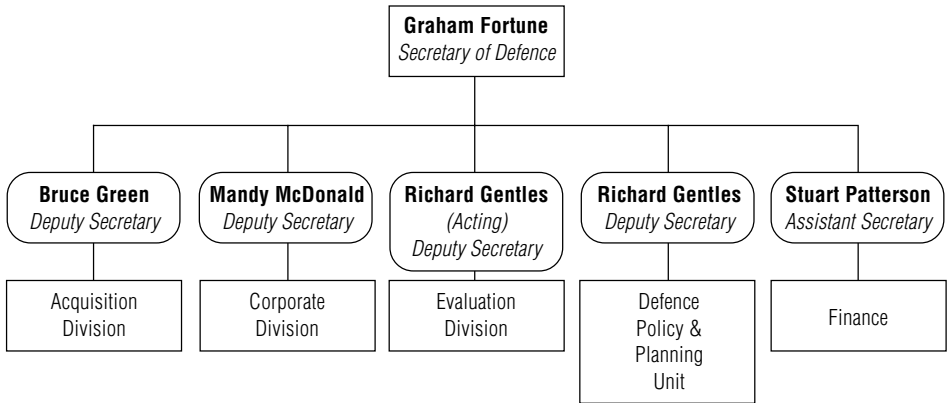 Graham Fortune
Secretary of Defence
Bruce Green
Deputy Secretary
Mandy McDonald
Deputy Secretary
Richard Gentles
(Acting)
Deputy Secretary
Richard Gentles
Deputy Secretary
Stuart Patterson
Assistant Secretary
Acquisition
Division
Corporate
Division
Evaluation
Division
Defence
Policy &
Planning
Unit
Finance